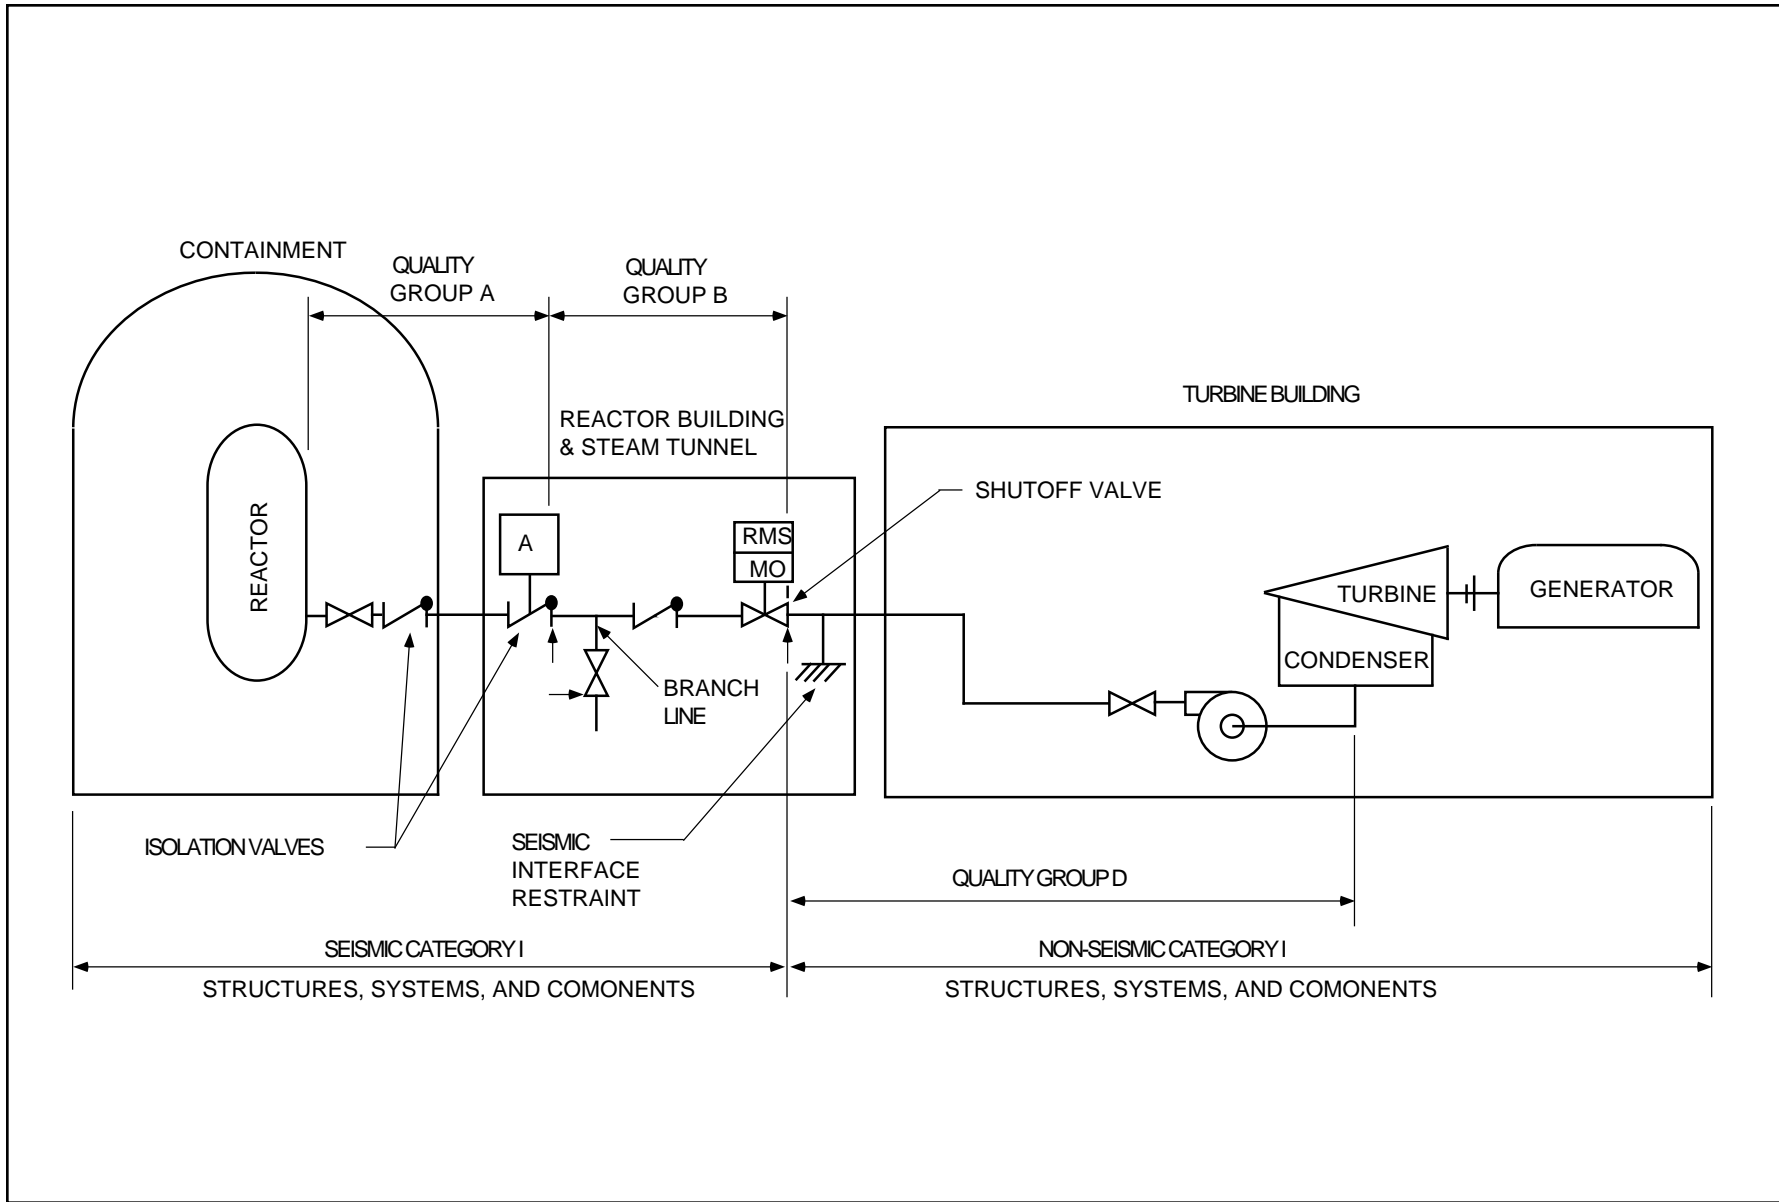 CONTAINMENT
QUALITY
GROUP A
QUALITY
GROUP B
TURBINE BUILDING
REACTOR BUILDING
& STEAM TUNNEL
SHUTOFF VALVE
REACTOR
A
RMS
MO
TURBINE
GENERATOR
CONDENSER
BRANCH
LINE
ISOLATION VALVES
SEISMIC
INTERFACE
RESTRAINT
QUALITY GROUP D
SEISMIC CATEGORY I
STRUCTURES, SYSTEMS, AND COMONENTS
NON-SEISMIC CATEGORY I
STRUCTURES, SYSTEMS, AND COMONENTS